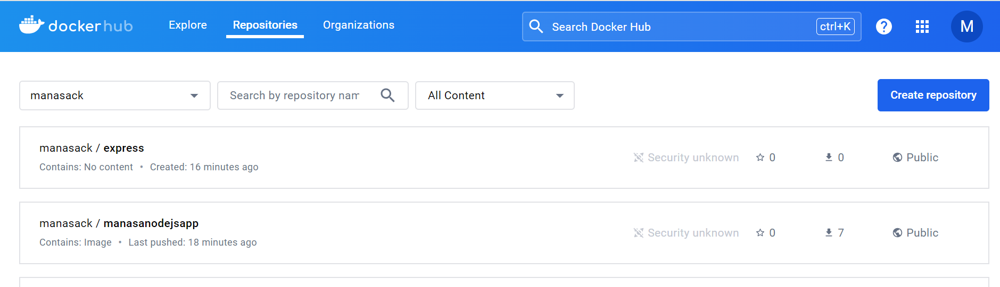 dockerhub Explore Repositories Organizations Search Docker Hub ctrl+K ? M
manasack Search by repository nam All Content Create repository
manasack / express
Contains: No content • Created: 16 minutes ago
Security unknown 0 0 Public
manasack / manasanodejsapp
Contains: Image • Last pushed: 18 minutes ago
Security unknown 0 7 Public